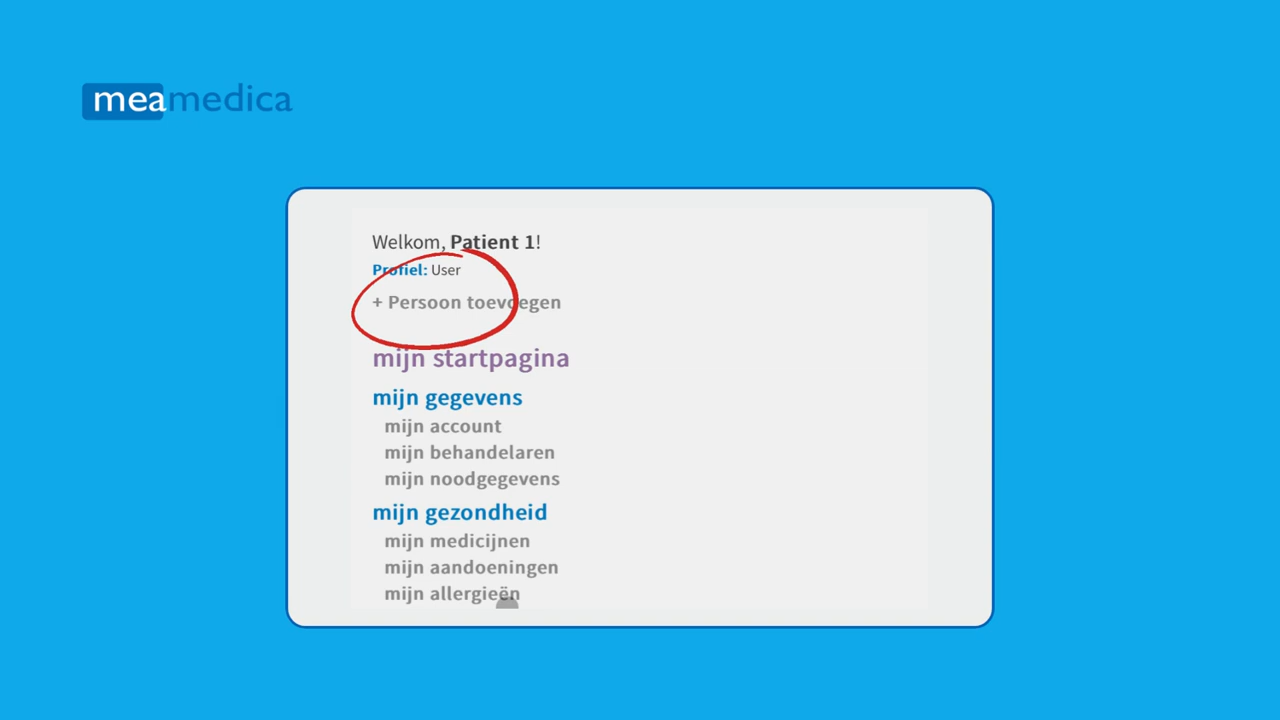 meamedica
Welkom, Patient 1!
Profiel: User
+ Persoon toevoegen
mijn startpagina
mijn gegevens
mijn account
mijn behandelaren
mijn noodgegevens
mijn gezondheid
mijn medicijnen
mijn aandoeningen
mijn allergieën